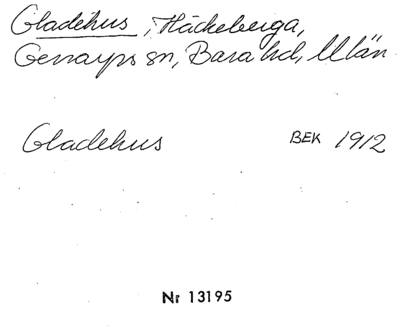 Gladehus, Häckeberga,
Genarps sn, Bara hd, M län
Gladehus BEK 1912
Nr 13195